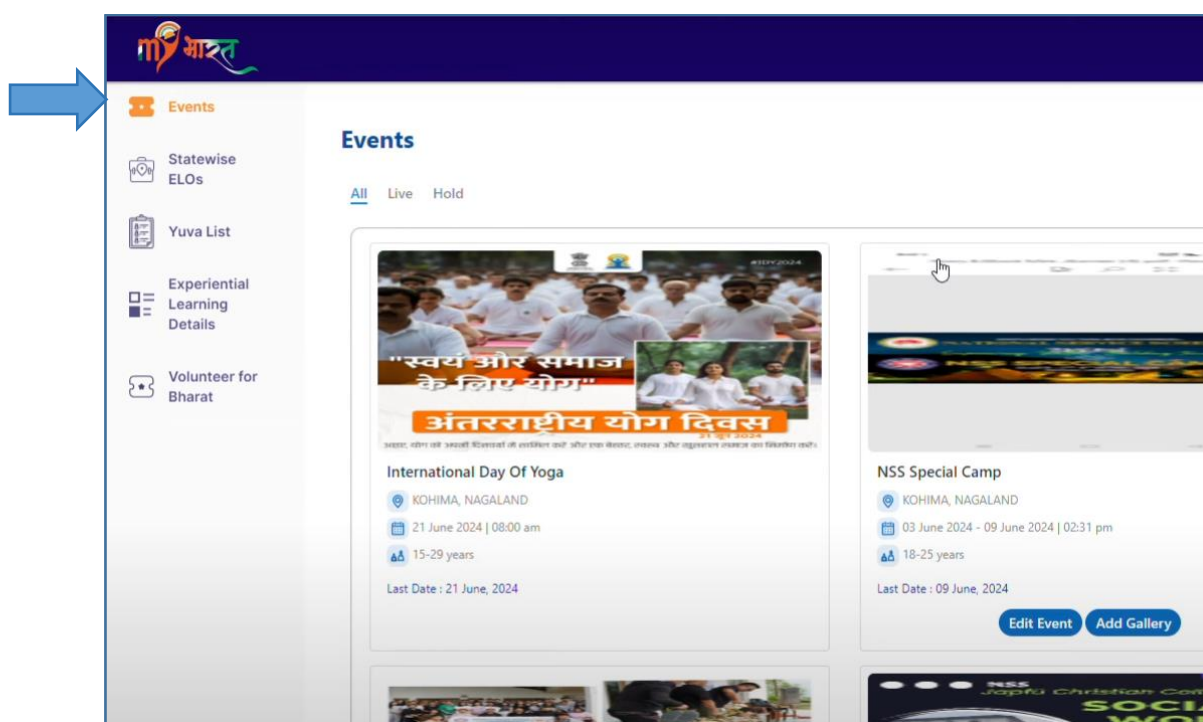 my भारत
Events
Statewise
ELOs
Yuva List
Experiential
Learning
Details
Volunteer for
Bharat
Events
All Live Hold
#IDY2024
"स्वयं और समाज
के लिए योग"
अंतरराष्ट्रीय योग दिवस
21 जून 2024
International Day Of Yoga
KOHIMA, NAGALAND
21 June 2024 | 08:00 am
15-29 years
Last Date : 21 June, 2024
NSS Special Camp
KOHIMA, NAGALAND
03 June 2024 - 09 June 2024 | 02:31 pm
18-25 years
Last Date : 09 June, 2024
Edit Event Add Gallery
NSS
Japfü Christian